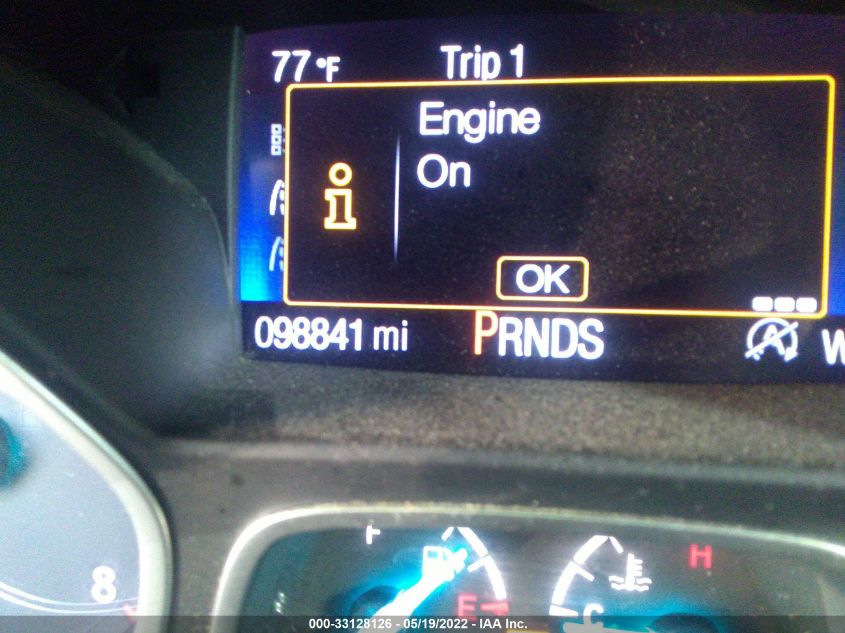 77°F
Trip 1
Engine
On
i
OK
098841 mi
PRNDS
A
W
F
H
8
E
C
000-33128126 - 05/19/2022 - IAA Inc.